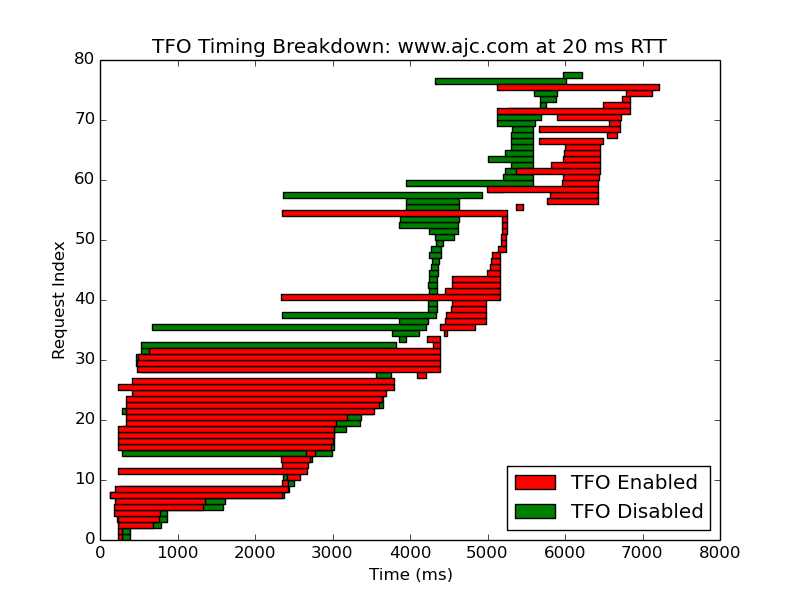 TFO Timing Breakdown: www.ajc.com at 20 ms RTT
80
70
60
50
40
30
20
10
0
Request Index
0 1000 2000 3000 4000 5000 6000 7000 8000
Time (ms)
TFO Enabled
TFO Disabled